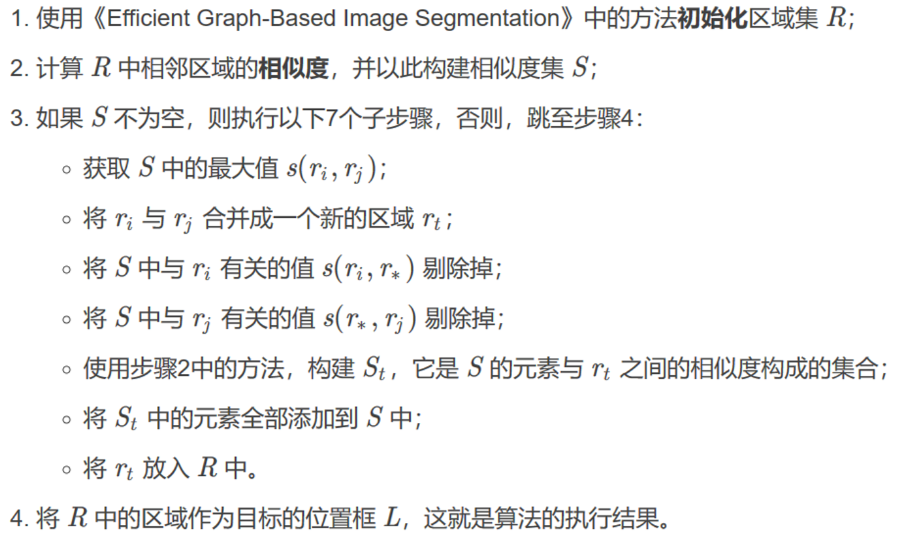 1. 使用《Efficient Graph-Based Image Segmentation》中的方法初始化区域集 R；
2. 计算 R 中相邻区域的相似度，并以此构建相似度集 S；
3. 如果 S 不为空，则执行以下7个子步骤，否则，跳至步骤4：
◦ 获取 S 中的最大值 s(r_i, r_j)；
◦ 将 r_i 与 r_j 合并成一个新的区域 r_t；
◦ 将 S 中与 r_i 有关的值 s(r_i, r_*) 剔除掉；
◦ 将 S 中与 r_j 有关的值 s(r_*, r_j) 剔除掉；
◦ 使用步骤2中的方法，构建 S_t，它是 S 的元素与 r_t 之间的相似度构成的集合；
◦ 将 S_t 中的元素全部添加到 S 中；
◦ 将 r_t 放入 R 中。
4. 将 R 中的区域作为目标的位置框 L，这就是算法的执行结果。